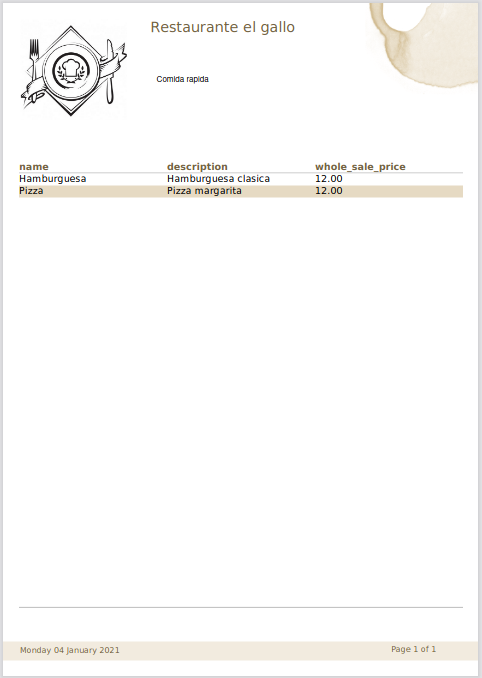 Restaurante el gallo
Comida rapida
name description whole_sale_price
Hamburguesa Hamburguesa clasica 12.00
Pizza Pizza margarita 12.00
Monday 04 January 2021 Page 1 of 1